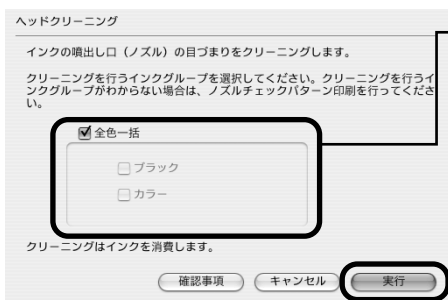 ヘッドクリーニング
インクの噴出し口（ノズル）の目づまりをクリーニングします。
クリーニングを行うインクグループを選択してください。クリーニングを行うイ
ンクグループがわからない場合は、ノズルチェックパターン印刷を行ってくださ
い。
全色一括
ブラック
カラー
クリーニングはインクを消費します。
確認事項 キャンセル 実行